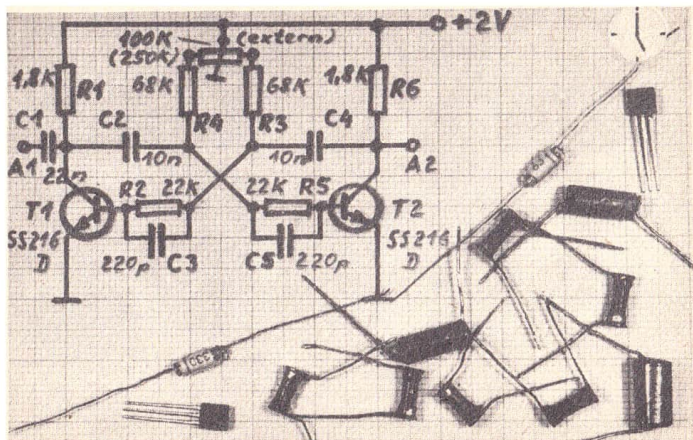 +2V
100K (extern)
(250K)
1,8K R1
68K R4
68K R3
1,8K R6
C1
C2
C4
A1 22n
10n
10n
A2
R2 22K
22K R5
T1
T2
SS216
D
SS216
D
220p C3
C5 220p
330